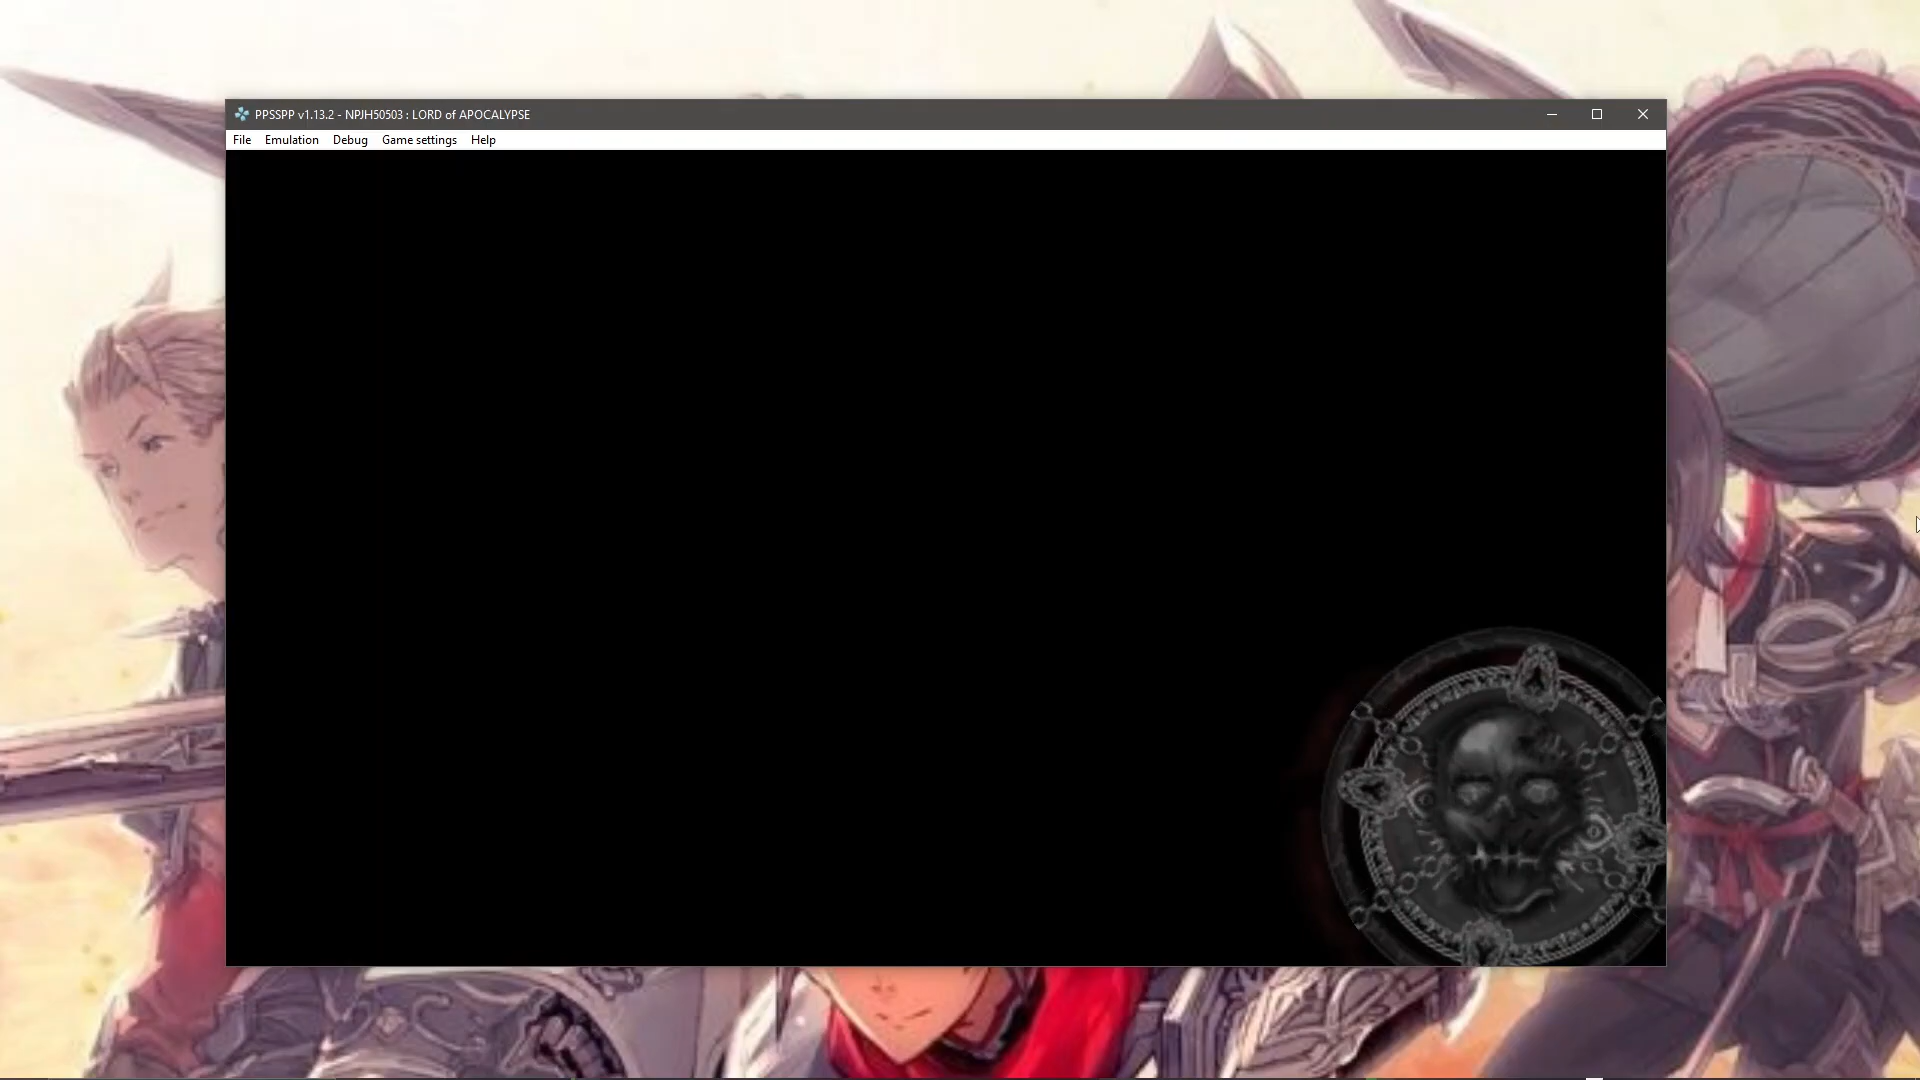 PPSSPP v1.13.2 - NPJH50503 : LORD of APOCALYPSE
File Emulation Debug Game settings Help